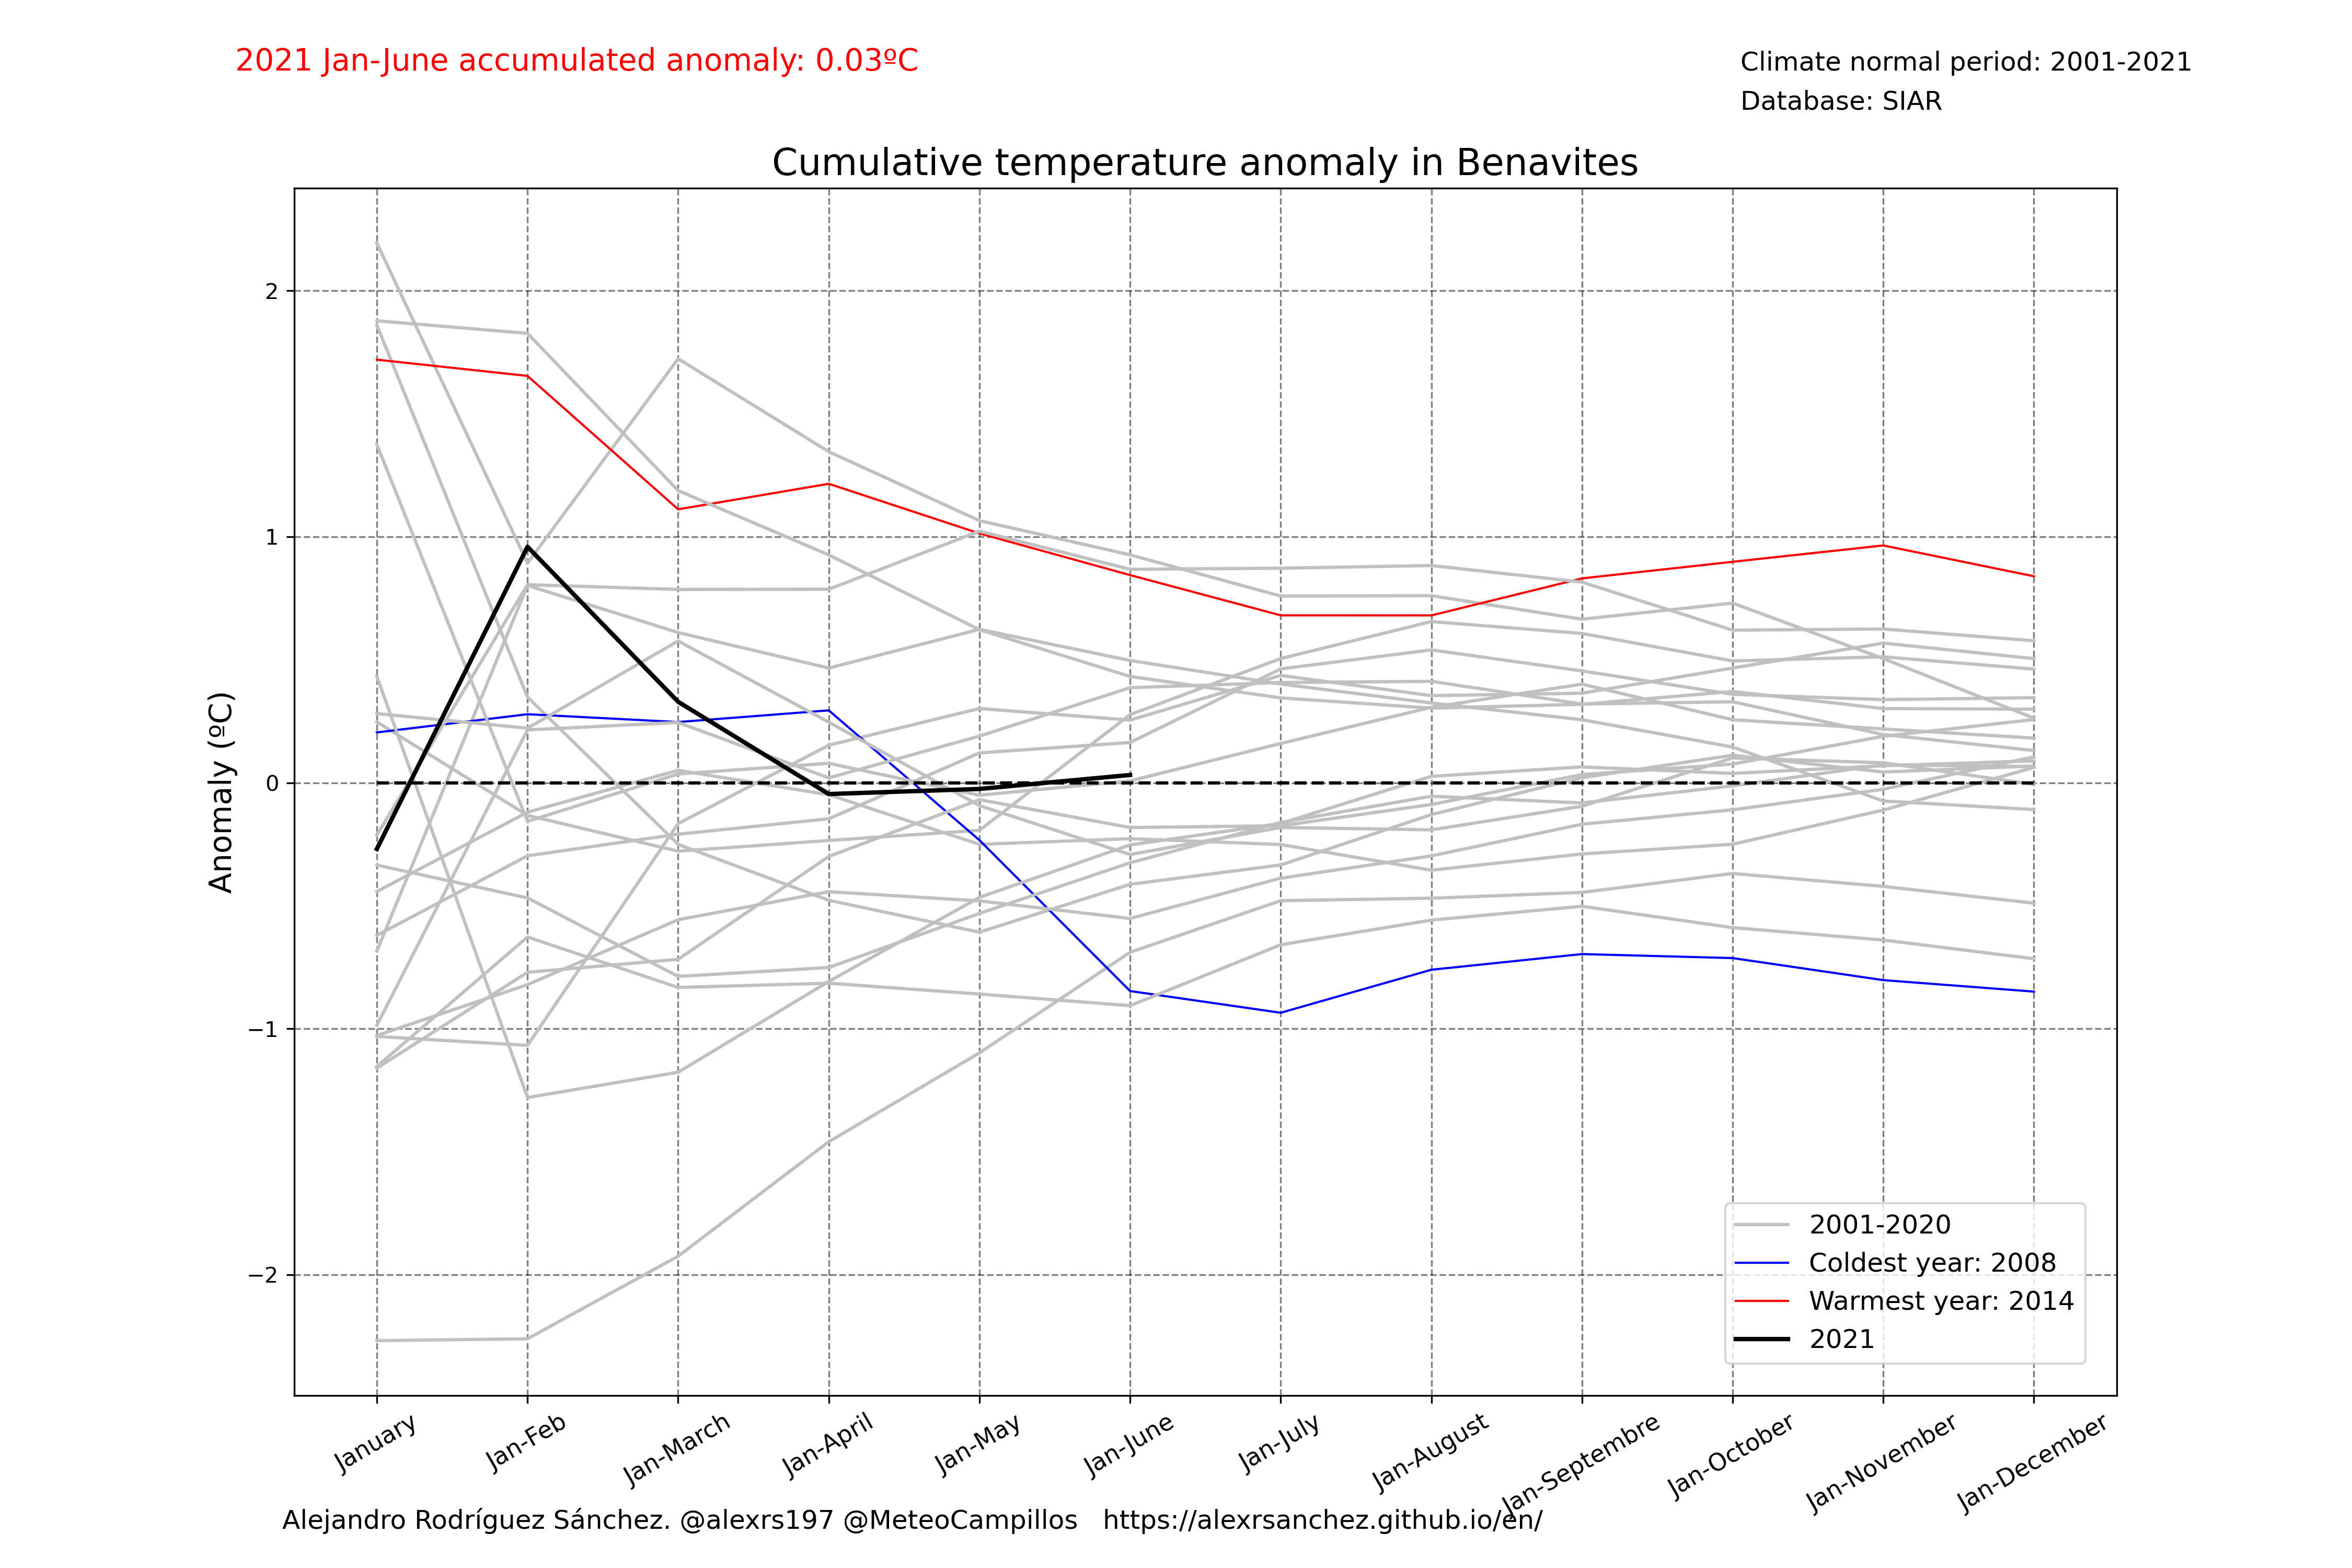 2021 Jan-June accumulated anomaly: 0.03ºC
Climate normal period: 2001-2021
Database: SIAR
Cumulative temperature anomaly in Benavites
Anomaly (ºC)
2
1
0
−1
−2
2001-2020
Coldest year: 2008
Warmest year: 2014
2021
January
Jan-Feb
Jan-March
Jan-April
Jan-May
Jan-June
Jan-July
Jan-August
Jan-Septembre
Jan-October
Jan-November
Jan-December
Alejandro Rodríguez Sánchez. @alexrs197 @MeteoCampillos https://alexrsanchez.github.io/en/